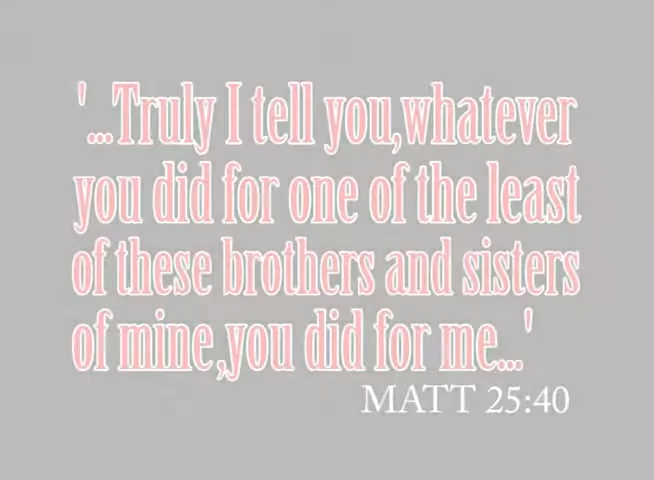 '...Truly I tell you,whatever
you did for one of the least
of these brothers and sisters
of mine,you did for me...'
MATT 25:40